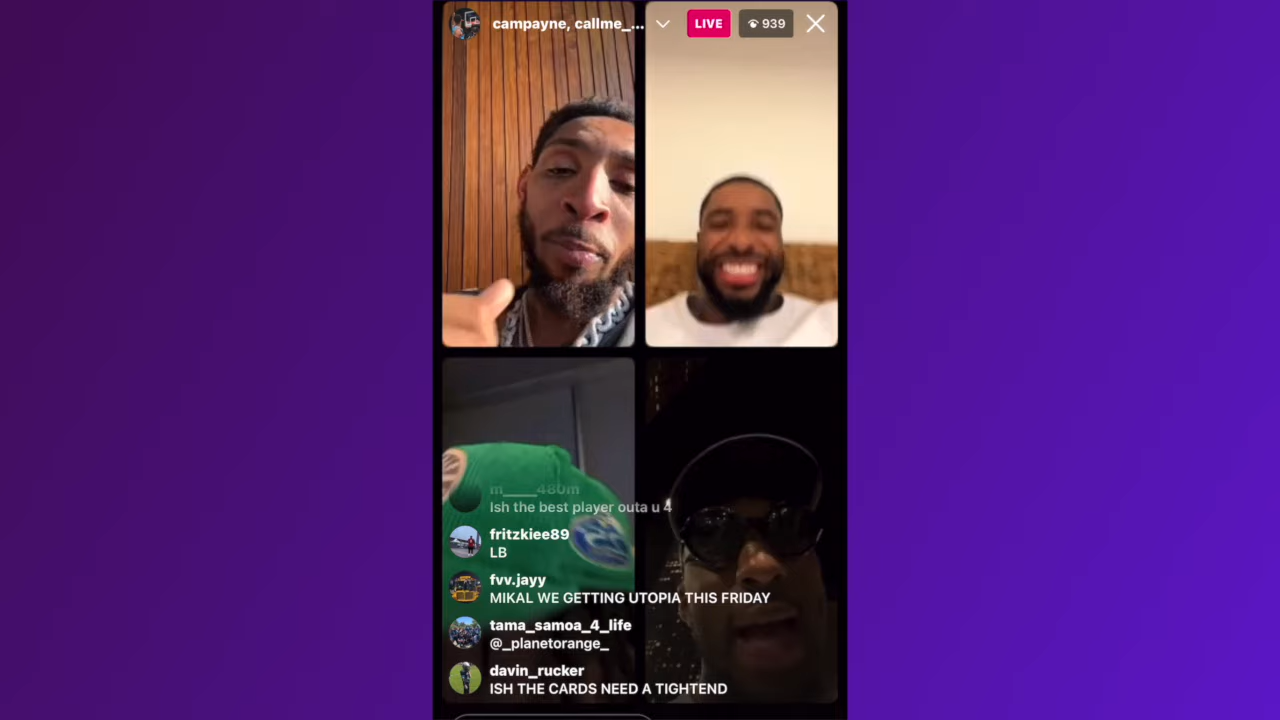 campayne, callme_...
LIVE
939
m_____480m
Ish the best player outa u 4
fritzkiee89
LB
fvv.jayy
MIKAL WE GETTING UTOPIA THIS FRIDAY
tama_samoa_4_life
@_planetorange_
davin_rucker
ISH THE CARDS NEED A TIGHTEND